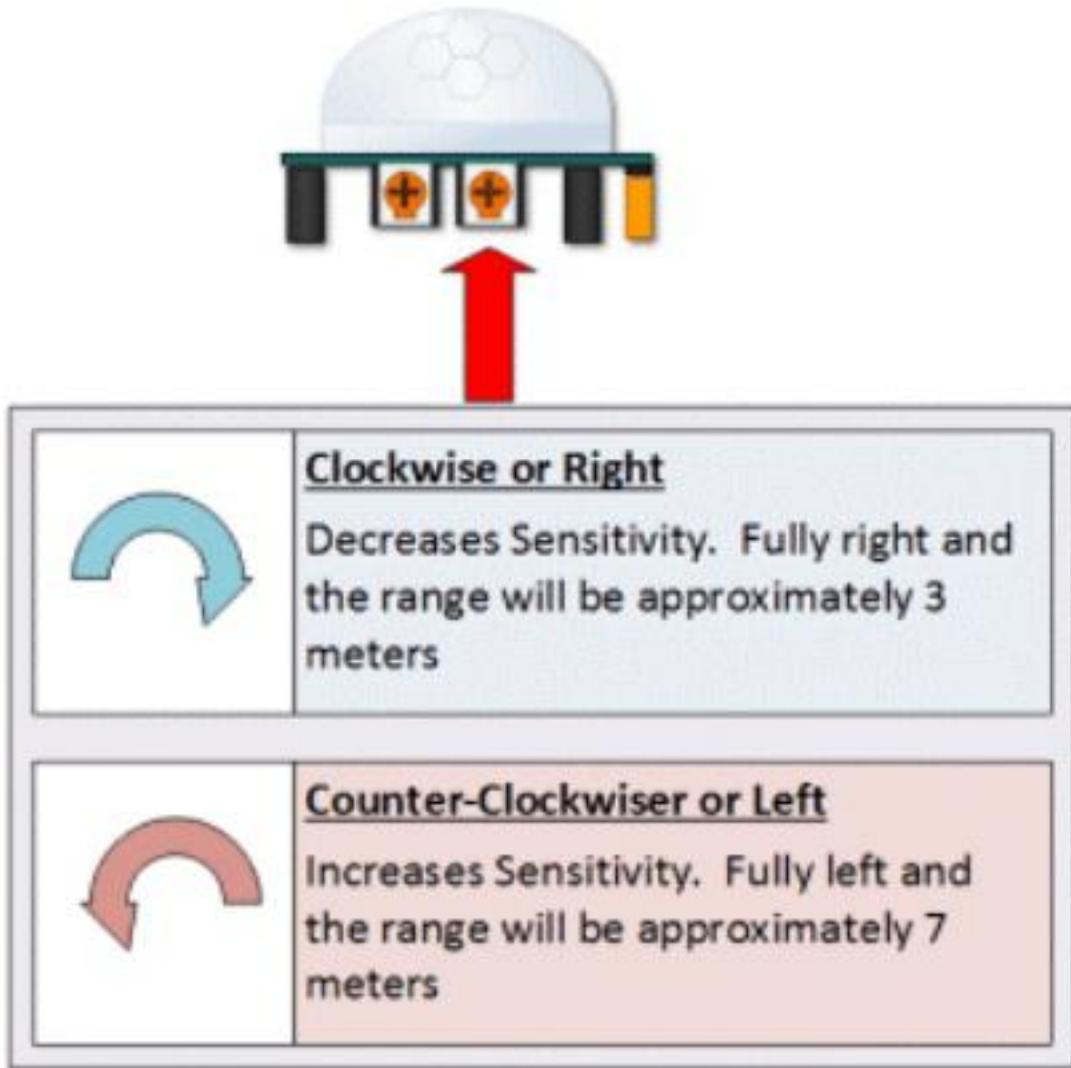 Clockwise or Right
Decreases Sensitivity. Fully right and
the range will be approximately 3
meters
Counter-Clockwiser or Left
Increases Sensitivity. Fully left and
the range will be approximately 7
meters